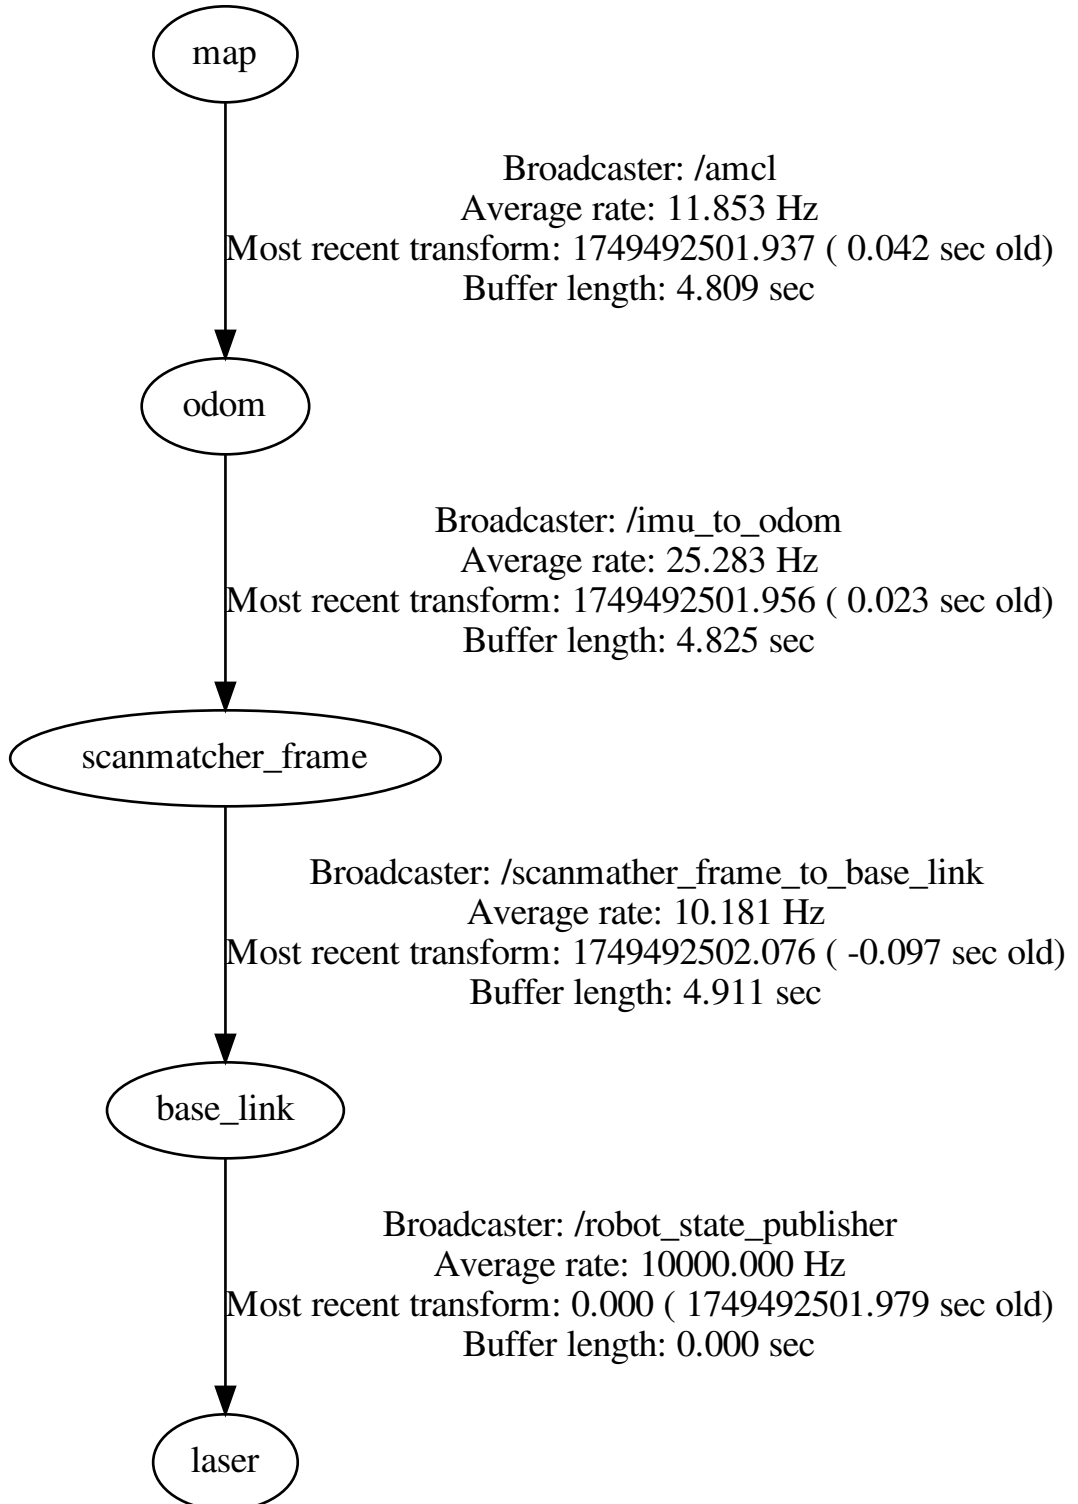 map
Broadcaster: /amcl
Average rate: 11.853 Hz
Most recent transform: 1749492501.937 ( 0.042 sec old)
Buffer length: 4.809 sec
odom
Broadcaster: /imu_to_odom
Average rate: 25.283 Hz
Most recent transform: 1749492501.956 ( 0.023 sec old)
Buffer length: 4.825 sec
scanmatcher_frame
Broadcaster: /scanmather_frame_to_base_link
Average rate: 10.181 Hz
Most recent transform: 1749492502.076 ( -0.097 sec old)
Buffer length: 4.911 sec
base_link
Broadcaster: /robot_state_publisher
Average rate: 10000.000 Hz
Most recent transform: 0.000 ( 1749492501.979 sec old)
Buffer length: 0.000 sec
laser